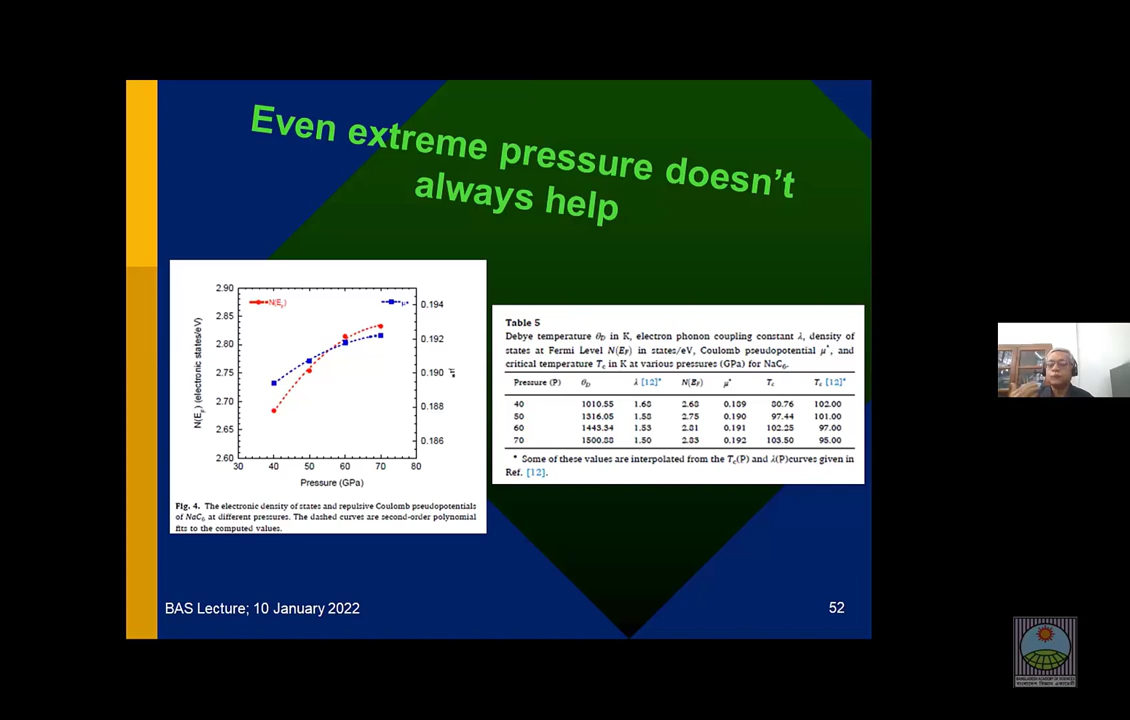 Even extreme pressure doesn't
always help
2.90
2.85
2.80
2.75
2.70
2.65
2.60
N(E_F) (electronic states/eV)
N(E_F)
μ*
0.194
0.192
0.190
0.188
0.186
μ*
30 40 50 60 70 80
Pressure (GPa)
Fig. 4. The electronic density of states and repulsive Coulomb pseudopotentials
of NaC₆ at different pressures. The dashed curves are second-order polynomial
fits to the computed values.
Table 5
Debye temperature θ_D in K, electron phonon coupling constant λ, density of
states at Fermi Level N(E_F) in states/eV, Coulomb pseudopotential μ*, and
critical temperature T_c in K at various pressures (GPa) for NaC₆.
Pressure (P) θ_D λ [12]* N(E_F) μ* T_c T_c [12]*
40 1010.55 1.68 2.68 0.189 80.76 102.00
50 1316.05 1.58 2.75 0.190 97.44 101.00
60 1443.34 1.53 2.81 0.191 102.25 97.00
70 1500.88 1.50 2.83 0.192 103.50 95.00
* Some of these values are interpolated from the T_c(P) and λ(P)curves given in
Ref. [12].
BAS Lecture; 10 January 2022
52